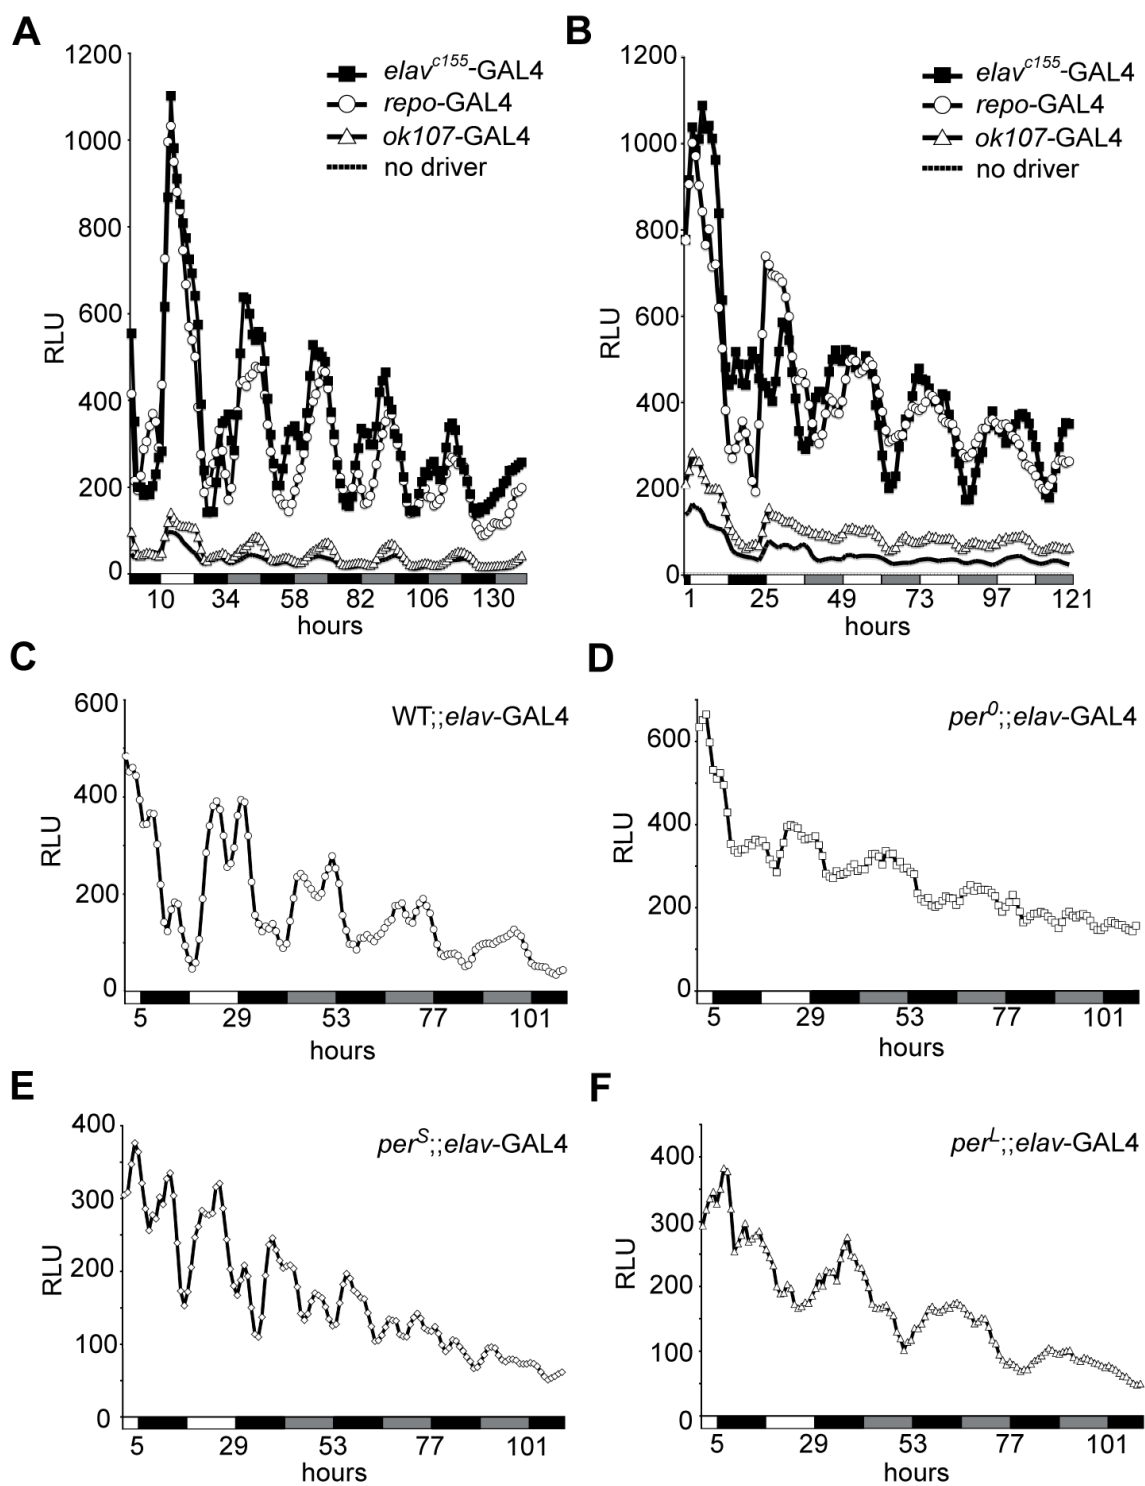 A
1200
1000
800
600
400
200
0
RLU
elavc155-GAL4
repo-GAL4
ok107-GAL4
no driver
10 34 58 82 106 130
hours
B
1200
1000
800
600
400
200
0
RLU
elavc155-GAL4
repo-GAL4
ok107-GAL4
no driver
1 25 49 73 97 121
hours
C
600
400
200
0
RLU
WT;;elav-GAL4
5 29 53 77 101
hours
D
600
400
200
0
RLU
per0;;elav-GAL4
5 29 53 77 101
hours
E
400
300
200
100
0
RLU
perS;;elav-GAL4
5 29 53 77 101
hours
F
400
300
200
100
0
RLU
perL;;elav-GAL4
5 29 53 77 101
hours